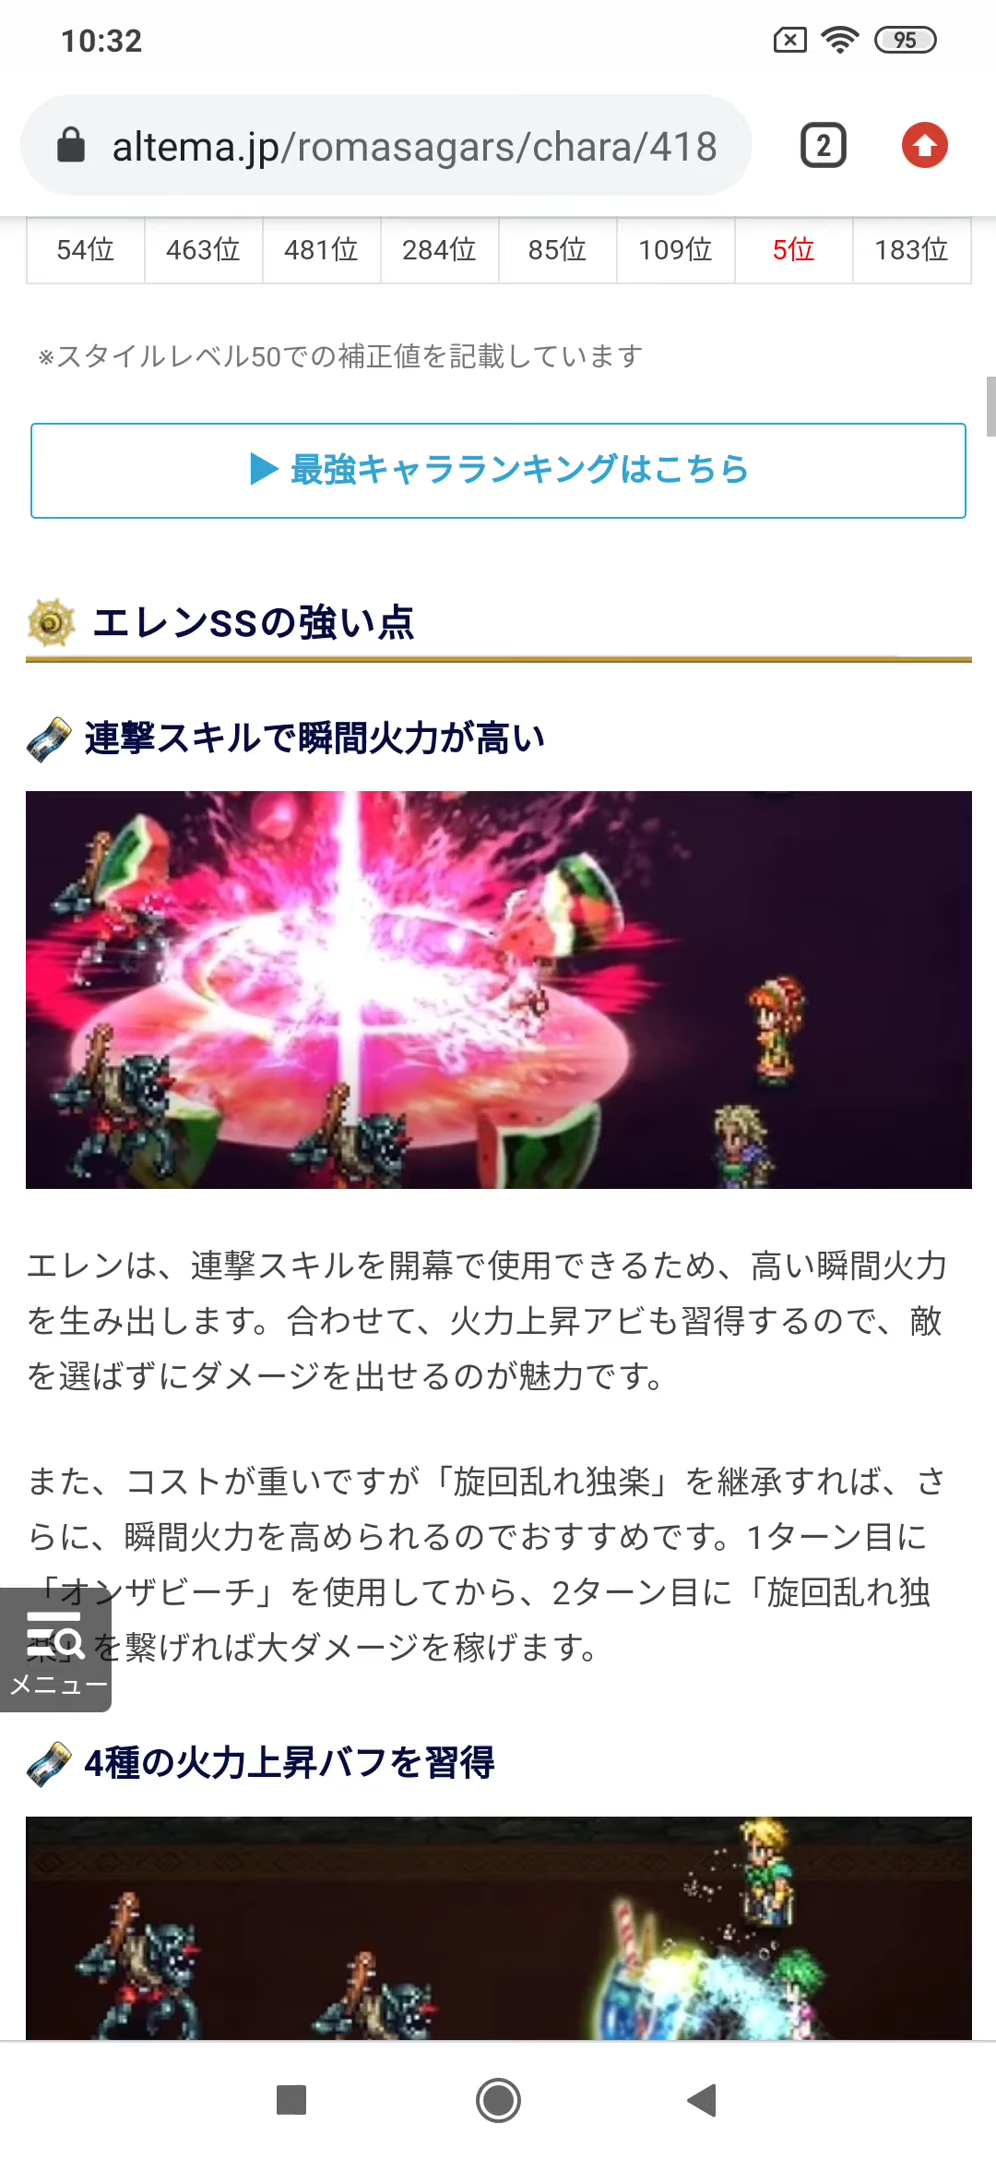 10:32
95
altema.jp/romasagars/chara/418
2
54位 463位 481位 284位 85位 109位 5位 183位
※スタイルレベル50での補正値を記載しています
▶ 最強キャラランキングはこちら
エレンSSの強い点
連撃スキルで瞬間火力が高い
エレンは、連撃スキルを開幕で使用できるため、高い瞬間火力
を生み出します。合わせて、火力上昇アビも習得するので、敵
を選ばずにダメージを出せるのが魅力です。
また、コストが重いですが「旋回乱れ独楽」を継承すれば、さ
らに、瞬間火力を高められるのでおすすめです。1ターン目に
「オンザビーチ」を使用してから、2ターン目に「旋回乱れ独
楽」を繋げれば大ダメージを稼げます。
メニュー
4種の火力上昇バフを習得